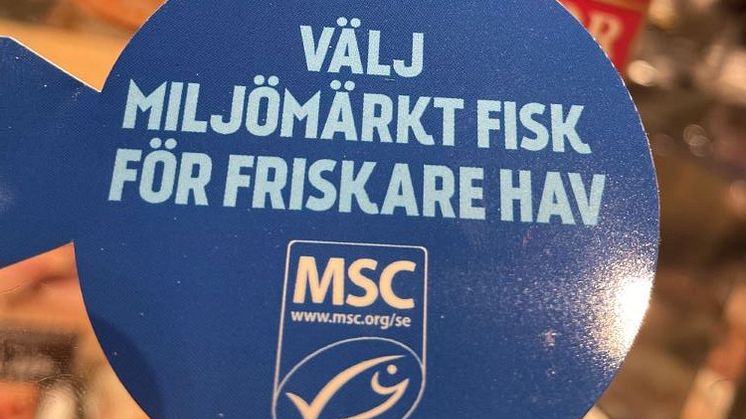 VÄLJ
MILJÖMÄRKT FISK
FÖR FRISKARE HAV
MSC
www.msc.org/se